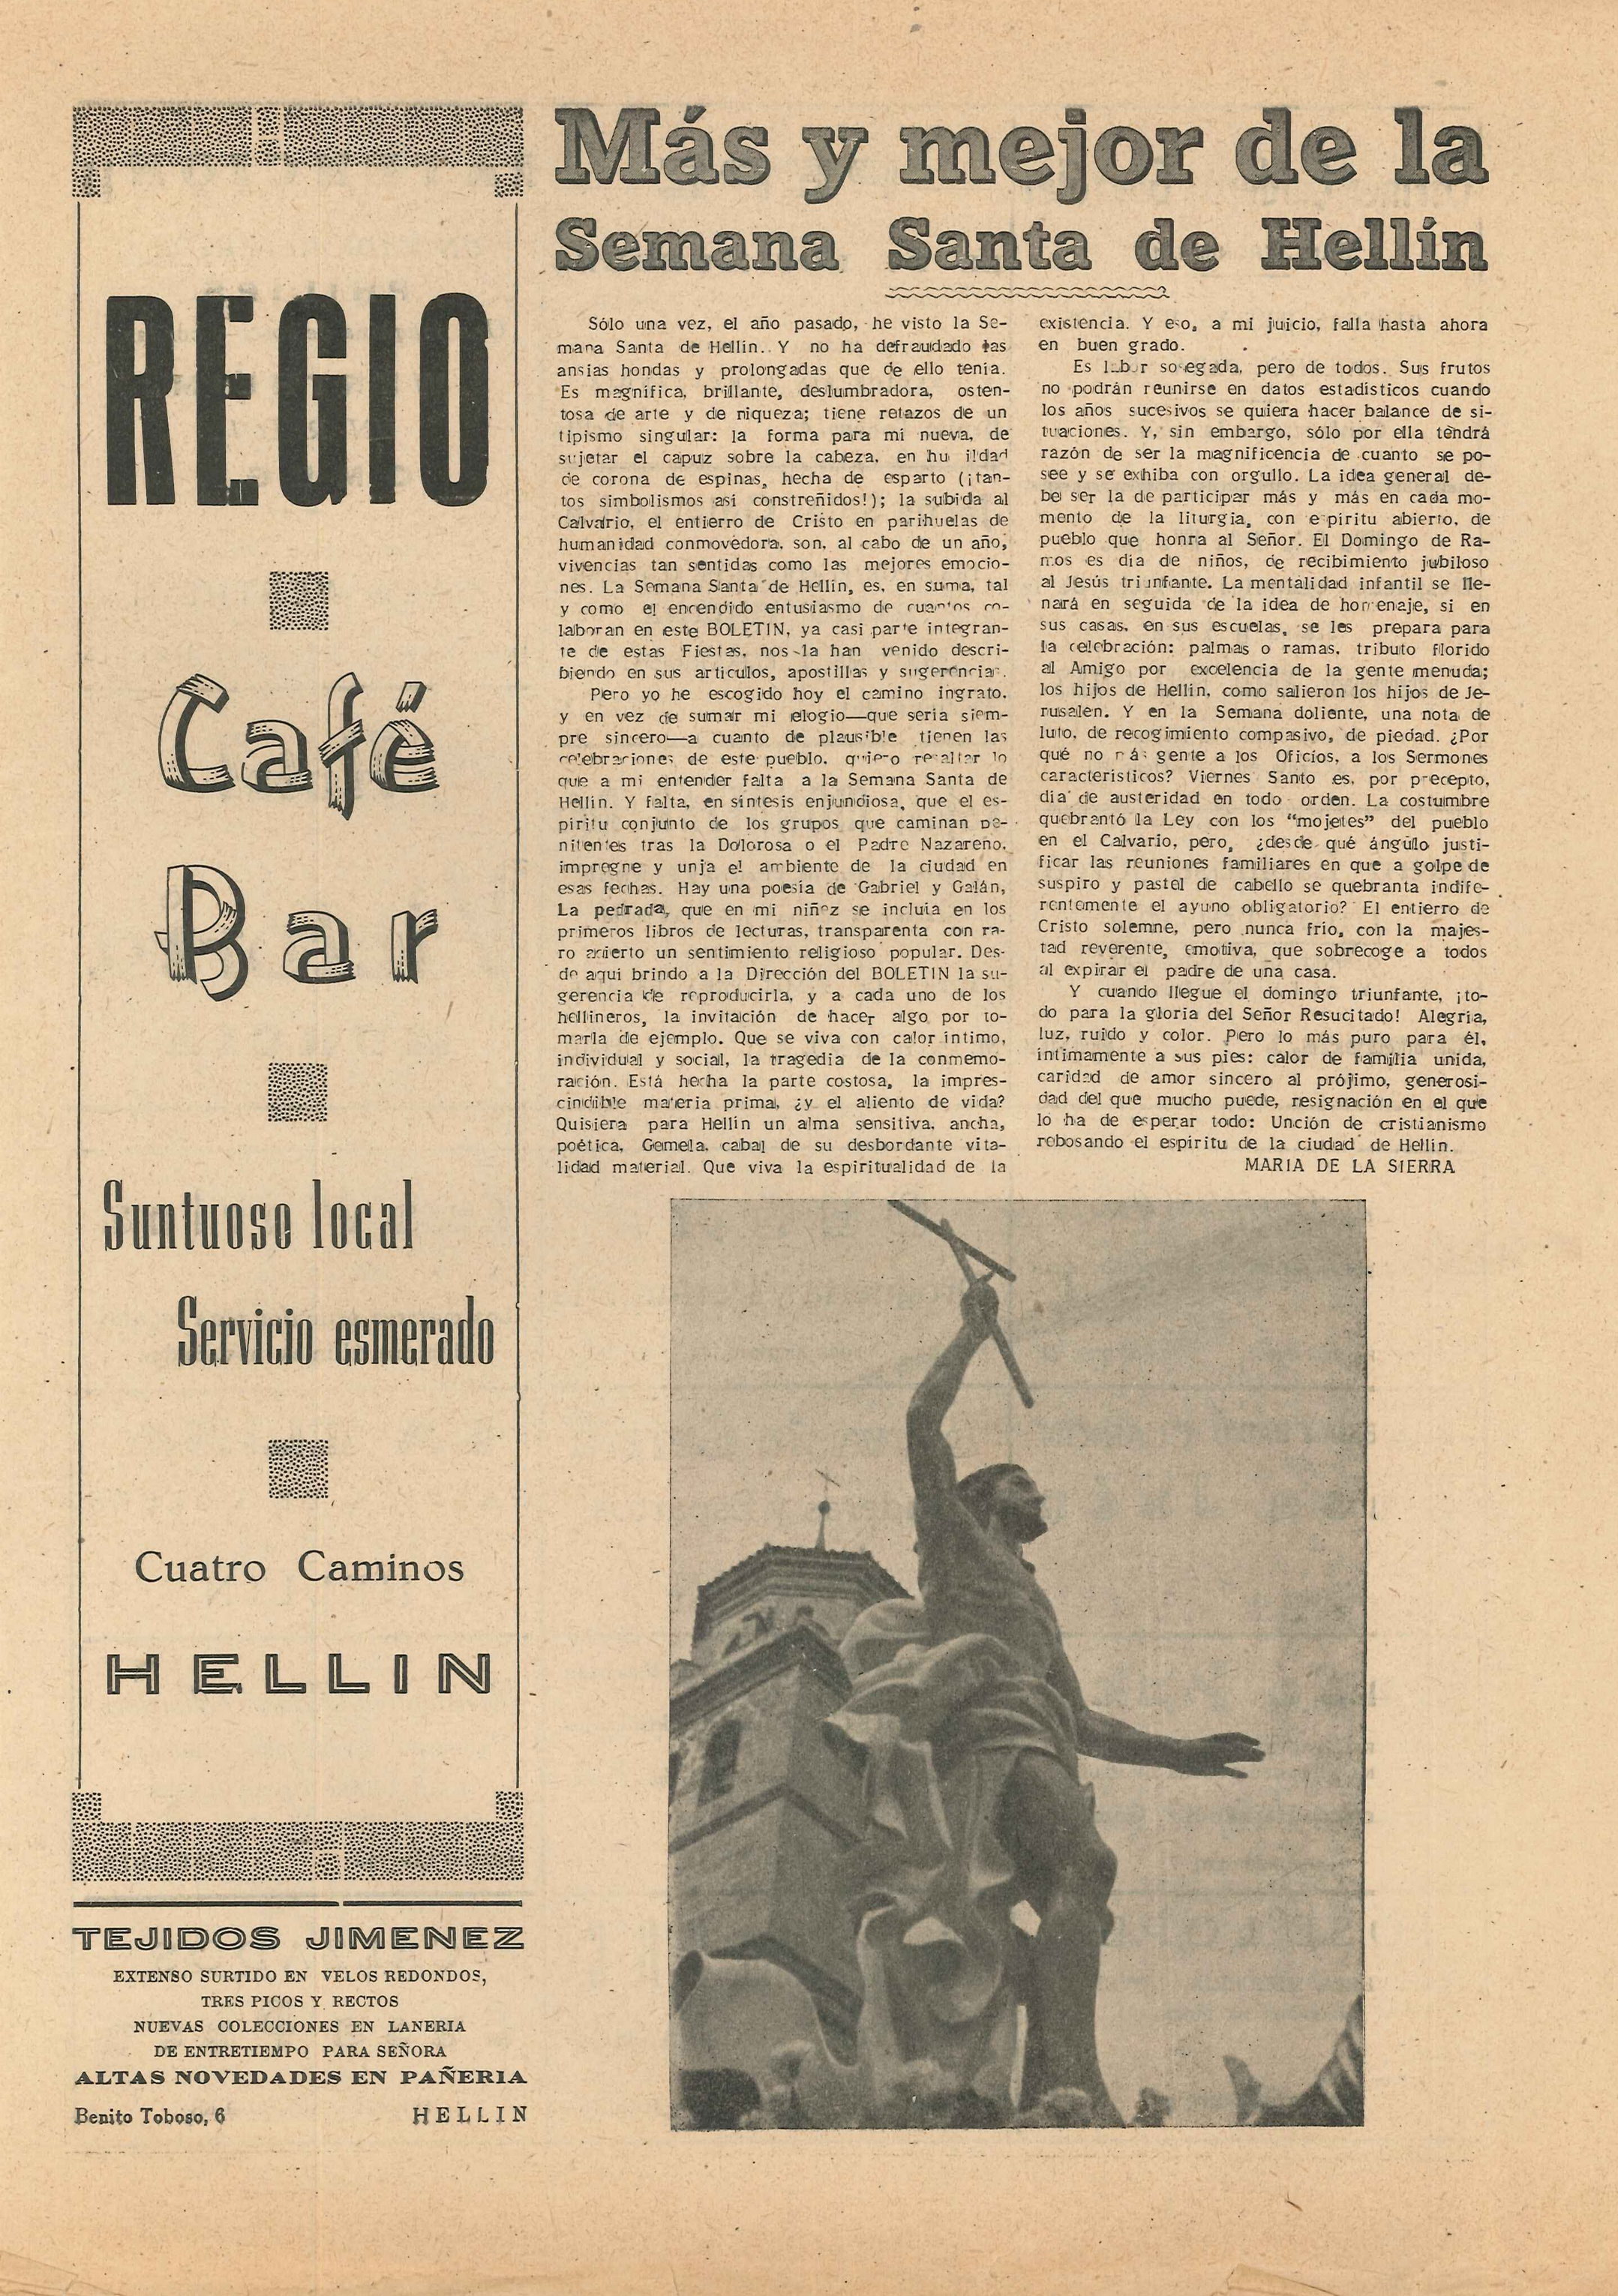 REGIO
Café
Bar
Suntuoso local
Servicio esmerado
Cuatro Caminos
HELLIN
TEJIDOS JIMENEZ
EXTENSO SURTIDO EN VELOS REDONDOS,
TRES PICOS Y RECTOS
NUEVAS COLECCIONES EN LANERIA
DE ENTRETIEMPO PARA SEÑORA
ALTAS NOVEDADES EN PAÑERIA
Benito Toboso, 6 HELLIN
Más y mejor de la
Semana Santa de Hellín
Sólo una vez, el año pasado, he visto la Se-
mana Santa de Hellín. Y no ha defraudado las
ansias hondas y prolongadas que de ello tenía.
Es magnífica, brillante, deslumbradora, osten-
tosa de arte y de riqueza; tiene retazos de un
tipismo singular: la forma para mí nueva, de
sujetar el capuz sobre la cabeza, en humildad
de corona de espinas, hecha de esparto (¡tan-
tos simbolismos así constreñidos!); la subida al
Calvario, el entierro de Cristo en parihuelas de
humanidad conmovedora, son, al cabo de un año,
vivencias tan sentidas como las mejores emocio-
nes. La Semana Santa de Hellín, es, en suma, tal
y como el encendido entusiasmo de cuantos co-
laboran en este BOLETIN, ya casi parte integran-
te de estas Fiestas, nos la han venido descri-
biendo en sus artículos, apostillas y sugerencias.
Pero yo he escogido hoy el camino ingrato,
y en vez de sumar mi elogio—que sería siem-
pre sincero—a cuanto de plausible tienen las
celebraciones de este pueblo, quiero resaltar lo
que a mi entender falta a la Semana Santa de
Hellín. Y falta, en síntesis enjundiosa, que el es-
píritu conjunto de los grupos que caminan pe-
nitentes tras la Dolorosa o el Padre Nazareno,
impregne y unja el ambiente de la ciudad en
esas fechas. Hay una poesía de Gabriel y Galán,
La pedrada, que en mi niñez se incluía en los
primeros libros de lecturas, transparenta con ra-
ro acierto un sentimiento religioso popular. Des-
de aquí brindo a la Dirección del BOLETIN la su-
gerencia de reproducirla, y a cada uno de los
hellineros, la invitación de hacer algo por to-
marla de ejemplo. Que se viva con calor íntimo,
individual y social, la tragedia de la conmemo-
ración. Está hecha la parte costosa, la impres-
cindible materia prima, ¿y el aliento de vida?
Quisiera para Hellín un alma sensitiva, ancha,
poética, Gemela, cabal de su desbordante vita-
lidad material. Que viva la espiritualidad de la
existencia. Y eso, a mi juicio, falla hasta ahora
en buen grado.
Es labor sosegada, pero de todos. Sus frutos
no podrán reunirse en datos estadísticos cuando
los años sucesivos se quiera hacer balance de si-
tuaciones. Y, sin embargo, sólo por ella tendrá
razón de ser la magnificencia de cuanto se po-
see y se exhiba con orgullo. La idea general de-
be ser la de participar más y más en cada mo-
mento de la liturgia, con espíritu abierto, de
pueblo que honra al Señor. El Domingo de Ra-
mos es día de niños, de recibimiento jubiloso
al Jesús triunfante. La mentalidad infantil se lle-
nará en seguida de la idea de homenaje, si en
sus casas, en sus escuelas, se les prepara para
la celebración: palmas o ramas, tributo florido
al Amigo por excelencia de la gente menuda;
los hijos de Hellín, como salieron los hijos de Je-
rusalen. Y en la Semana doliente, una nota de
luto, de recogimiento compasivo, de piedad. ¿Por
qué no más gente a los Oficios, a los Sermones
característicos? Viernes Santo es, por precepto,
día de austeridad en todo orden. La costumbre
quebrantó la Ley con los "mojetes" del pueblo
en el Calvario, pero, ¿desde qué ángulo justi-
ficar las reuniones familiares en que a golpe de
suspiro y pastel de cabello se quebranta indife-
rentemente el ayuno obligatorio? El entierro de
Cristo solemne, pero nunca frío, con la majes-
tad reverente, emotiva, que sobrecoge a todos
al expirar el padre de una casa.
Y cuando llegue el domingo triunfante, ¡to-
do para la gloria del Señor Resucitado! Alegría,
luz, ruido y color. Pero lo más puro para él,
íntimamente a sus pies: calor de familia unida,
caridad de amor sincero al prójimo, generosi-
dad del que mucho puede, resignación en el que
lo ha de esperar todo: Unción de cristianismo
rebosando el espíritu de la ciudad de Hellín.
MARIA DE LA SIERRA